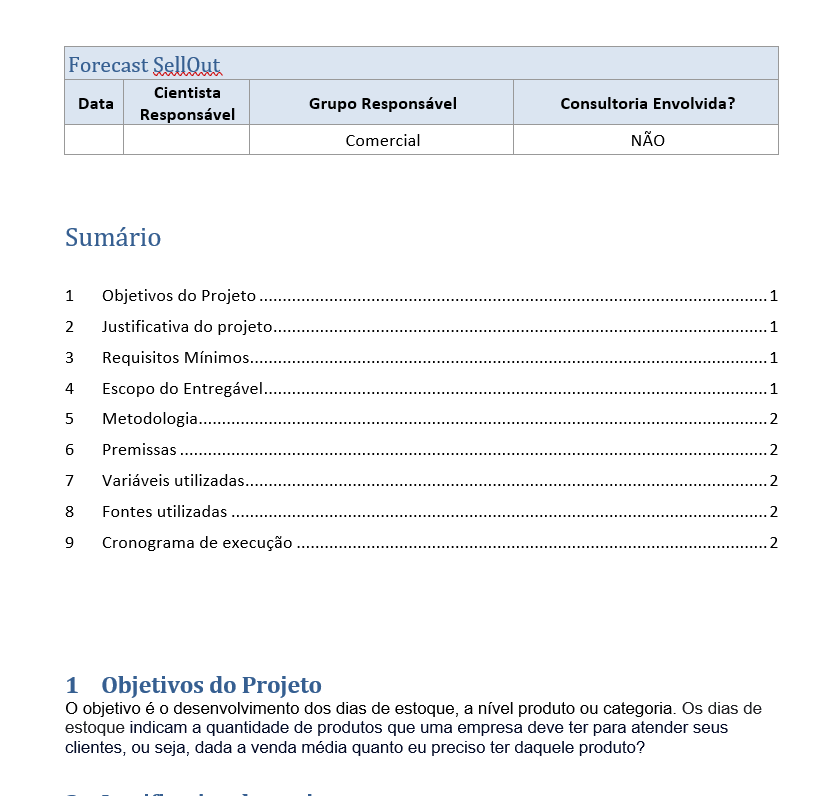 Forecast SellOut
Data Cientista Responsável Grupo Responsável Consultoria Envolvida?
Comercial NÃO
Sumário
1 Objetivos do Projeto 1
2 Justificativa do projeto 1
3 Requisitos Mínimos 1
4 Escopo do Entregável 1
5 Metodologia 2
6 Premissas 2
7 Variáveis utilizadas 2
8 Fontes utilizadas 2
9 Cronograma de execução 2
1 Objetivos do Projeto
O objetivo é o desenvolvimento dos dias de estoque, a nível produto ou categoria. Os dias de
estoque indicam a quantidade de produtos que uma empresa deve ter para atender seus
clientes, ou seja, dada a venda média quanto eu preciso ter daquele produto?